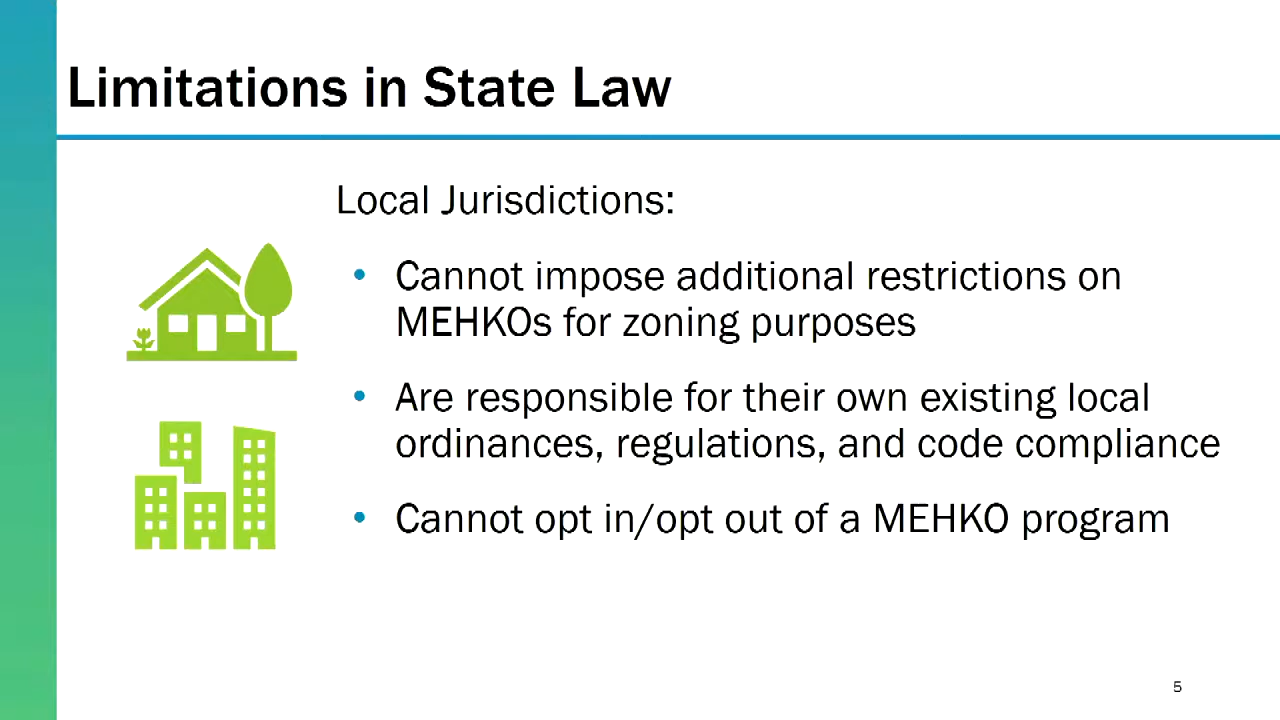 Limitations in State Law
Local Jurisdictions:
• Cannot impose additional restrictions on
MEHKOs for zoning purposes
• Are responsible for their own existing local
ordinances, regulations, and code compliance
• Cannot opt in/opt out of a MEHKO program
5